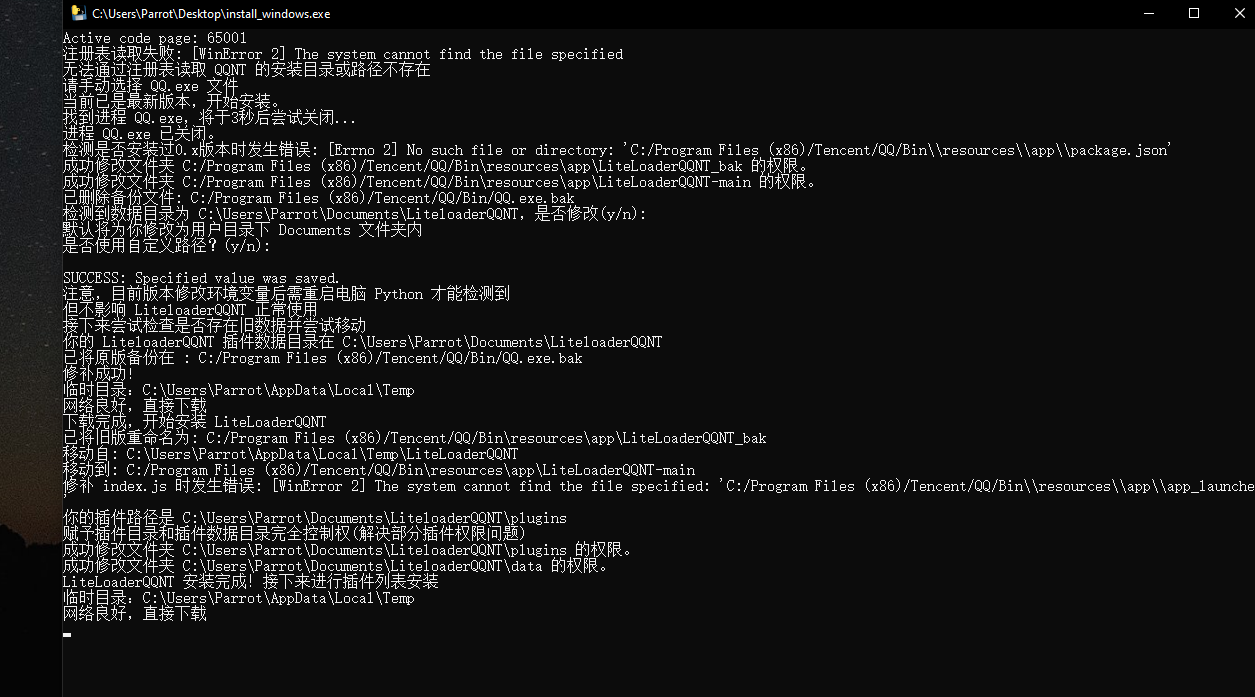 C:\Users\Parrot\Desktop\install_windows.exe
Active code page: 65001
注册表读取失败: [WinError 2] The system cannot find the file specified
无法通过注册表读取 QQNT 的安装目录或路径不存在
请手动选择 QQ.exe 文件
当前已是最新版本，开始安装。
找到进程 QQ.exe，将于3秒后尝试关闭...
进程 QQ.exe 已关闭。
检测是否安装过0.x版本时发生错误: [Errno 2] No such file or directory: 'C:/Program Files (x86)/Tencent/QQ/Bin\\resources\\app\\package.json'
成功修改文件夹 C:/Program Files (x86)/Tencent/QQ/Bin\resources\app\LiteLoaderQQNT_bak 的权限。
成功修改文件夹 C:/Program Files (x86)/Tencent/QQ/Bin\resources\app\LiteLoaderQQNT-main 的权限。
已删除备份文件: C:/Program Files (x86)/Tencent/QQ/Bin/QQ.exe.bak
检测到数据目录为 C:\Users\Parrot\Documents\LiteloaderQQNT，是否修改(y/n):
默认将为你修改为用户目录下 Documents 文件夹内
是否使用自定义路径？(y/n):
SUCCESS: Specified value was saved.
注意，目前版本修改环境变量后需重启电脑 Python 才能检测到
但不影响 LiteloaderQQNT 正常使用
接下来尝试检查是否存在旧数据并尝试移动
你的 LiteloaderQQNT 插件数据目录在 C:\Users\Parrot\Documents\LiteloaderQQNT
已将原版备份在 : C:/Program Files (x86)/Tencent/QQ/Bin/QQ.exe.bak
修补成功!
临时目录: C:\Users\Parrot\AppData\Local\Temp
网络良好，直接下载
下载完成，开始安装 LiteLoaderQQNT
已将旧版重命名为: C:/Program Files (x86)/Tencent/QQ/Bin\resources\app\LiteLoaderQQNT_bak
移动自: C:\Users\Parrot\AppData\Local\Temp\LiteLoaderQQNT
移动到: C:/Program Files (x86)/Tencent/QQ/Bin\resources\app\LiteLoaderQQNT-main
修补 index.js 时发生错误: [WinError 2] The system cannot find the file specified: 'C:/Program Files (x86)/Tencent/QQ/Bin\\resources\\app\\app_launche
'
你的插件路径是 C:\Users\Parrot\Documents\LiteloaderQQNT\plugins
赋予插件目录和插件数据目录完全控制权(解决部分插件权限问题)
成功修改文件夹 C:\Users\Parrot\Documents\LiteloaderQQNT\plugins 的权限。
成功修改文件夹 C:\Users\Parrot\Documents\LiteloaderQQNT\data 的权限。
LiteLoaderQQNT 安装完成! 接下来进行插件列表安装
临时目录: C:\Users\Parrot\AppData\Local\Temp
网络良好，直接下载